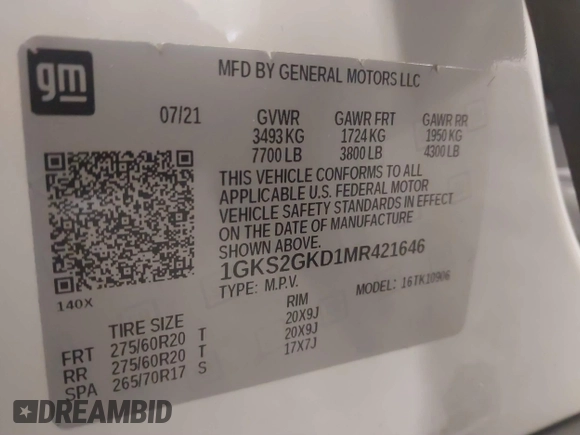 gm
MFD BY GENERAL MOTORS LLC
07/21 GVWR GAWR FRT GAWR RR
3493 KG 1724 KG 1950 KG
7700 LB 3800 LB 4300 LB
THIS VEHICLE CONFORMS TO ALL
APPLICABLE U.S. FEDERAL MOTOR
VEHICLE SAFETY STANDARDS IN EFFECT
ON THE DATE OF MANUFACTURE
SHOWN ABOVE.
1GKS2GKD1MR421646
TYPE: M.P.V. MODEL: 16TK10906
140X
TIRE SIZE RIM
FRT 275/60R20 T 20X9J
RR 275/60R20 T 20X9J
SPA 265/70R17 S 17X7J
DREAMBID